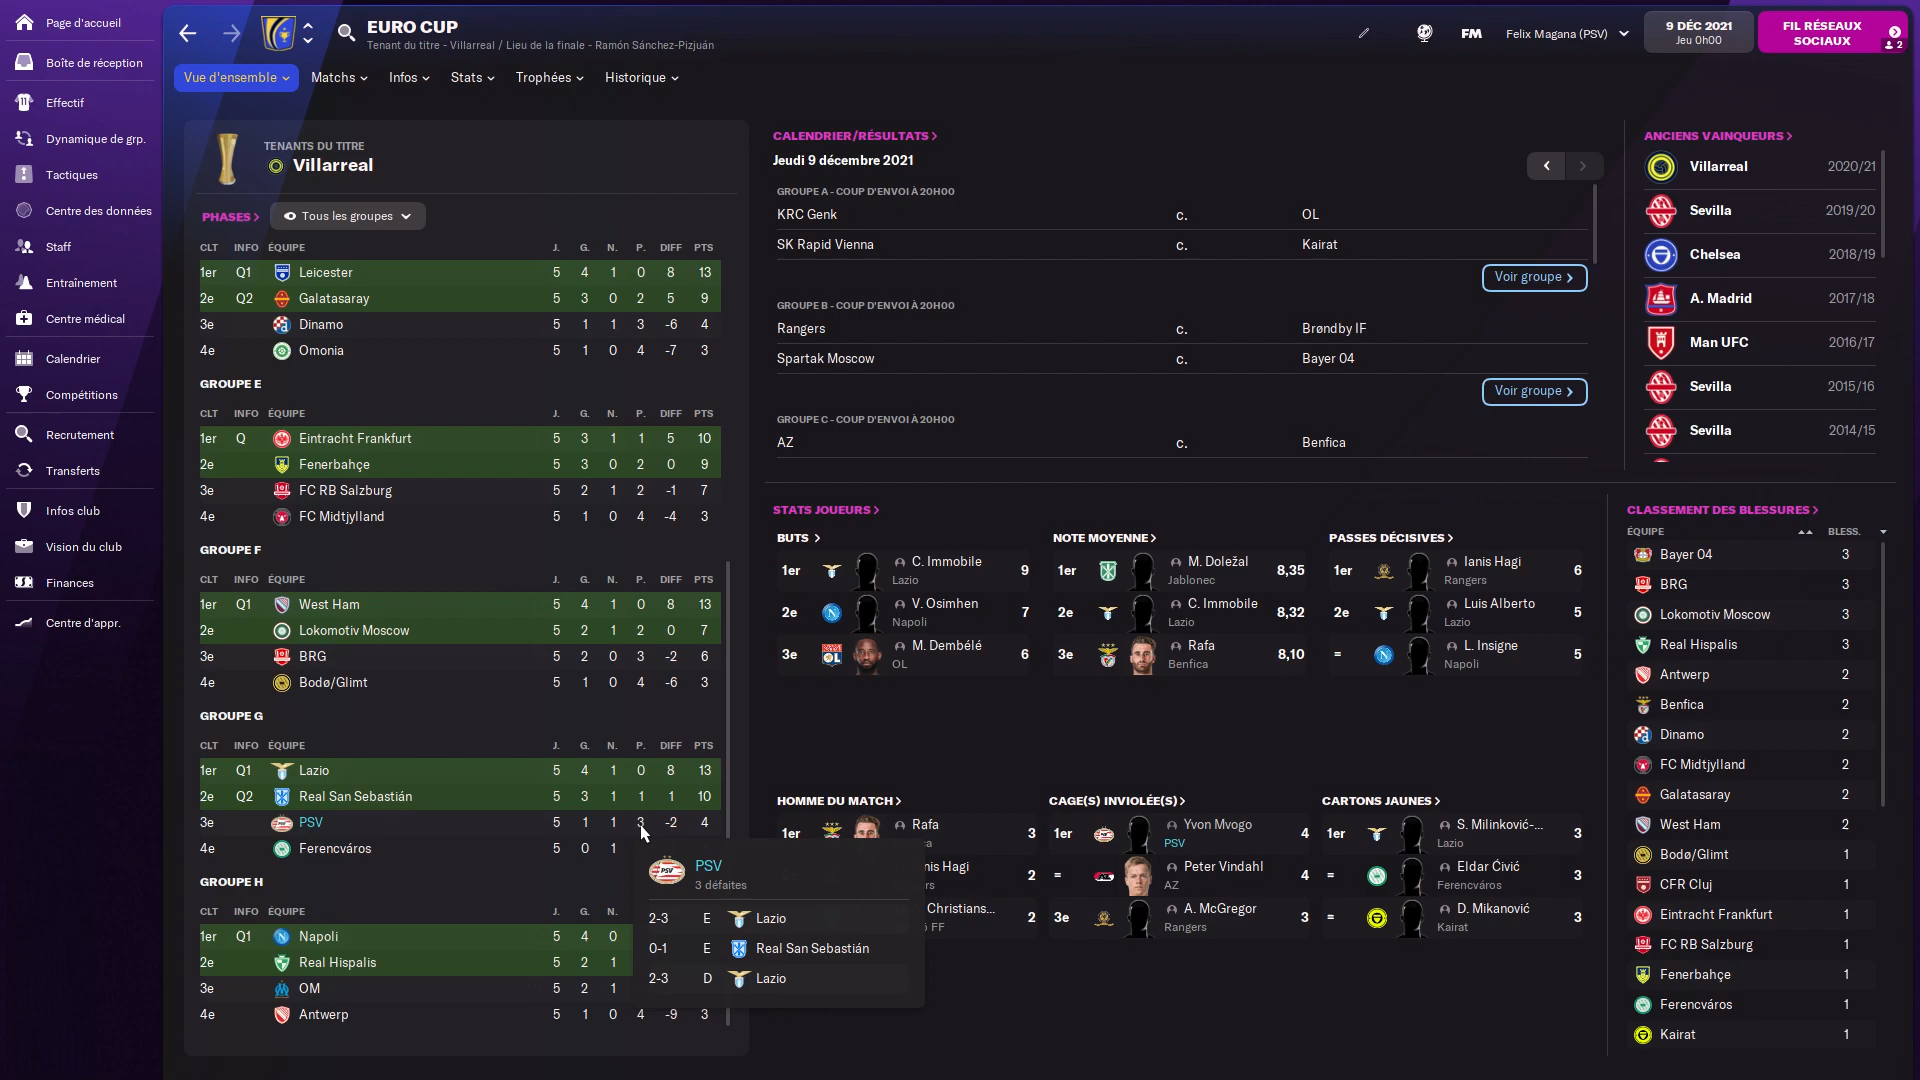 Page d'accueil
Boîte de réception
Effectif
Dynamique de grp.
Tactiques
Centre des données
Staff
Entraînement
Centre médical
Calendrier
Compétitions
Recrutement
Transferts
Infos club
Vision du club
Finances
Centre d'appr.
EURO CUP
Tenant du titre - Villarreal / Lieu de la finale - Ramón Sánchez-Pizjuán
FM
Felix Magana (PSV)
9 DÉC 2021
Jeu 0h00
FIL RÉSEAUX SOCIAUX
2
Vue d'ensemble Matchs Infos Stats Trophées Historique
TENANTS DU TITRE
Villarreal
PHASES Tous les groupes
CLT INFO ÉQUIPE J. G. N. P. DIFF PTS
1er Q1 Leicester 5 4 1 0 8 13
2e Q2 Galatasaray 5 3 0 2 5 9
3e Dinamo 5 1 1 3 -6 4
4e Omonia 5 1 0 4 -7 3
GROUPE E
CLT INFO ÉQUIPE J. G. N. P. DIFF PTS
1er Q Eintracht Frankfurt 5 3 1 1 5 10
2e Fenerbahçe 5 3 0 2 0 9
3e FC RB Salzburg 5 2 1 2 -1 7
4e FC Midtjylland 5 1 0 4 -4 3
GROUPE F
CLT INFO ÉQUIPE J. G. N. P. DIFF PTS
1er Q1 West Ham 5 4 1 0 8 13
2e Lokomotiv Moscow 5 2 1 2 0 7
3e BRG 5 2 0 3 -2 6
4e Bodø/Glimt 5 1 0 4 -6 3
GROUPE G
CLT INFO ÉQUIPE J. G. N. P. DIFF PTS
1er Q1 Lazio 5 4 1 0 8 13
2e Q2 Real San Sebastián 5 3 1 1 1 10
3e PSV 5 1 1 3 -2 4
4e Ferencváros 5 0 1
GROUPE H
CLT INFO ÉQUIPE J. G. N.
1er Q1 Napoli 5 4 0
2e Real Hispalis 5 2 1
3e OM 5 2 1
4e Antwerp 5 1 0 4 -9 3
PSV
3 défaites
2-3 E Lazio
0-1 E Real San Sebastián
2-3 D Lazio
CALENDRIER/RÉSULTATS
Jeudi 9 décembre 2021
GROUPE A - COUP D'ENVOI À 20H00
KRC Genk c. OL
SK Rapid Vienna c. Kairat
Voir groupe
GROUPE B - COUP D'ENVOI À 20H00
Rangers c. Brøndby IF
Spartak Moscow c. Bayer 04
Voir groupe
GROUPE C - COUP D'ENVOI À 20H00
AZ c. Benfica
ANCIENS VAINQUEURS
Villarreal 2020/21
Sevilla 2019/20
Chelsea 2018/19
A. Madrid 2017/18
Man UFC 2016/17
Sevilla 2015/16
Sevilla 2014/15
STATS JOUEURS
BUTS
1er C. Immobile 9
Lazio
2e V. Osimhen 7
Napoli
3e M. Dembélé 6
OL
NOTE MOYENNE
1er M. Doležal 8,35
Jablonec
2e C. Immobile 8,32
Lazio
3e Rafa 8,10
Benfica
PASSES DÉCISIVES
1er Ianis Hagi 6
Rangers
2e Luis Alberto 5
Lazio
= L. Insigne 5
Napoli
HOMME DU MATCH
1er Rafa 3
ca
nis Hagi 2
rs
Christians... 2
FF
CAGE(S) INVIOLÉE(S)
1er Yvon Mvogo 4
PSV
= Peter Vindahl 4
AZ
3e A. McGregor 3
Rangers
CARTONS JAUNES
1er S. Milinković-... 3
Lazio
= Eldar Ćivić 3
Ferencváros
= D. Mikanović 3
Kairat
CLASSEMENT DES BLESSURES
ÉQUIPE BLESS.
Bayer 04 3
BRG 3
Lokomotiv Moscow 3
Real Hispalis 3
Antwerp 2
Benfica 2
Dinamo 2
FC Midtjylland 2
Galatasaray 2
West Ham 2
Bodø/Glimt 1
CFR Cluj 1
Eintracht Frankfurt 1
FC RB Salzburg 1
Fenerbahçe 1
Ferencváros 1
Kairat 1